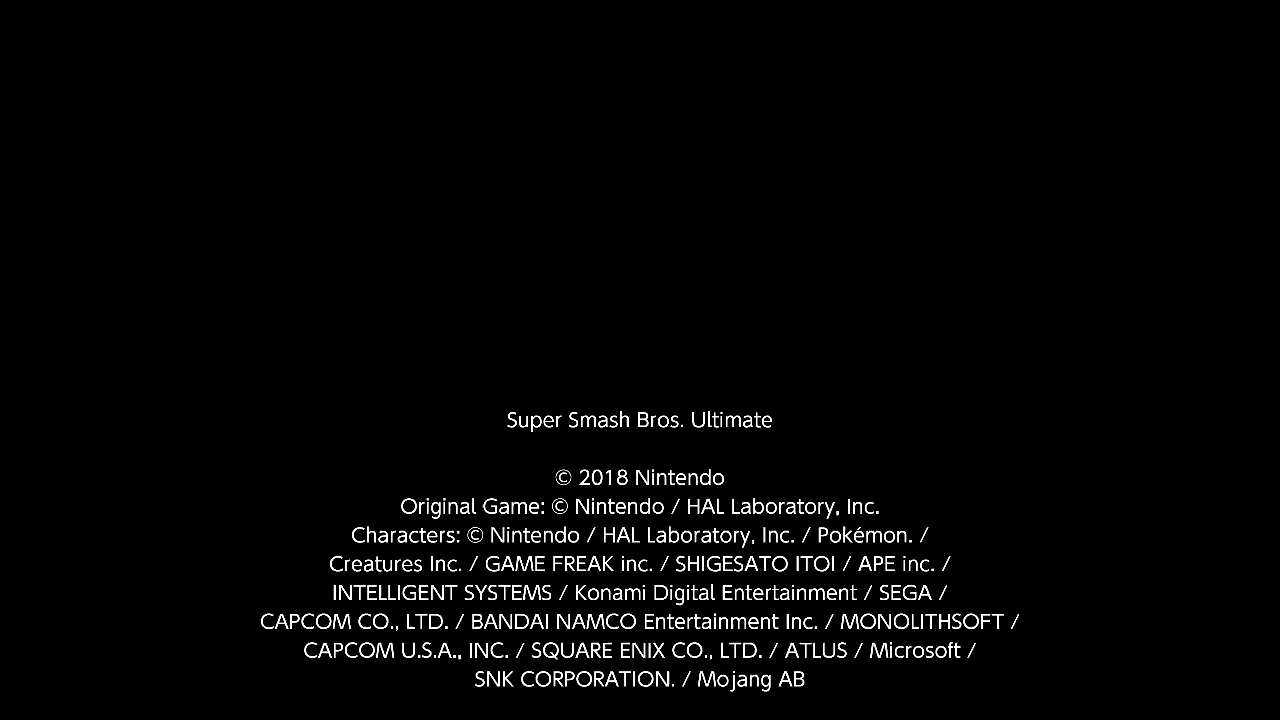 Super Smash Bros. Ultimate
© 2018 Nintendo
Original Game: © Nintendo / HAL Laboratory, Inc.
Characters: © Nintendo / HAL Laboratory, Inc. / Pokémon. /
Creatures Inc. / GAME FREAK inc. / SHIGESATO ITOI / APE inc. /
INTELLIGENT SYSTEMS / Konami Digital Entertainment / SEGA /
CAPCOM CO., LTD. / BANDAI NAMCO Entertainment Inc. / MONOLITHSOFT /
CAPCOM U.S.A., INC. / SQUARE ENIX CO., LTD. / ATLUS / Microsoft /
SNK CORPORATION. / Mojang AB